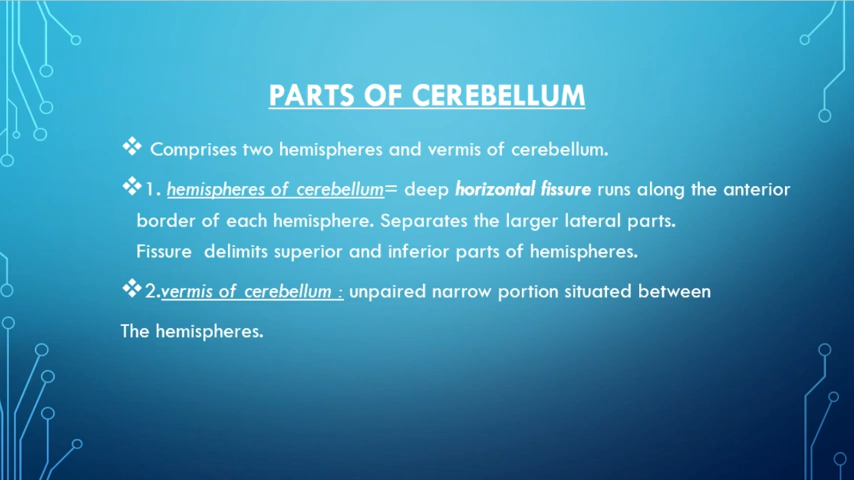 PARTS OF CEREBELLUM
❖ Comprises two hemispheres and vermis of cerebellum.
❖1. hemispheres of cerebellum= deep horizontal fissure runs along the anterior
border of each hemisphere. Separates the larger lateral parts.
Fissure delimits superior and inferior parts of hemispheres.
❖2.vermis of cerebellum : unpaired narrow portion situated between
The hemispheres.